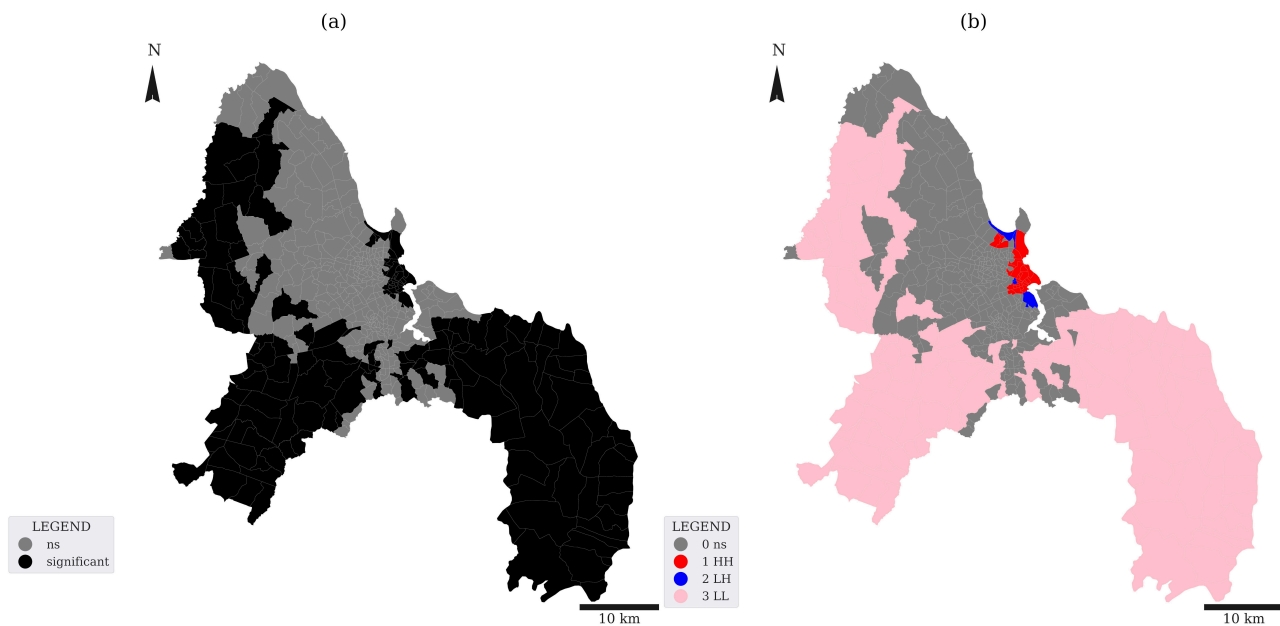 (a)
(b)
N
N
LEGEND
ns
significant
LEGEND
0 ns
1 HH
2 LH
3 LL
10 km
10 km